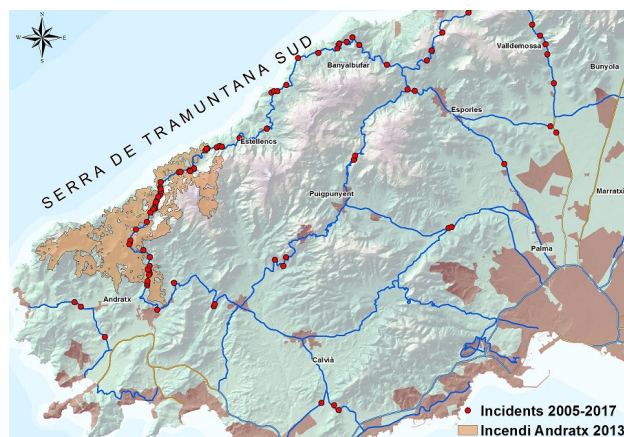 N
W
E
S
SERRA DE TRAMUNTANA SUD
Valldemossa
Banyalbufar
Bunyola
Esporles
Estellencs
Puigpunyent
Marratxí
Palma
Andratx
Calvià
Incidents 2005-2017
Incendi Andratx 2013